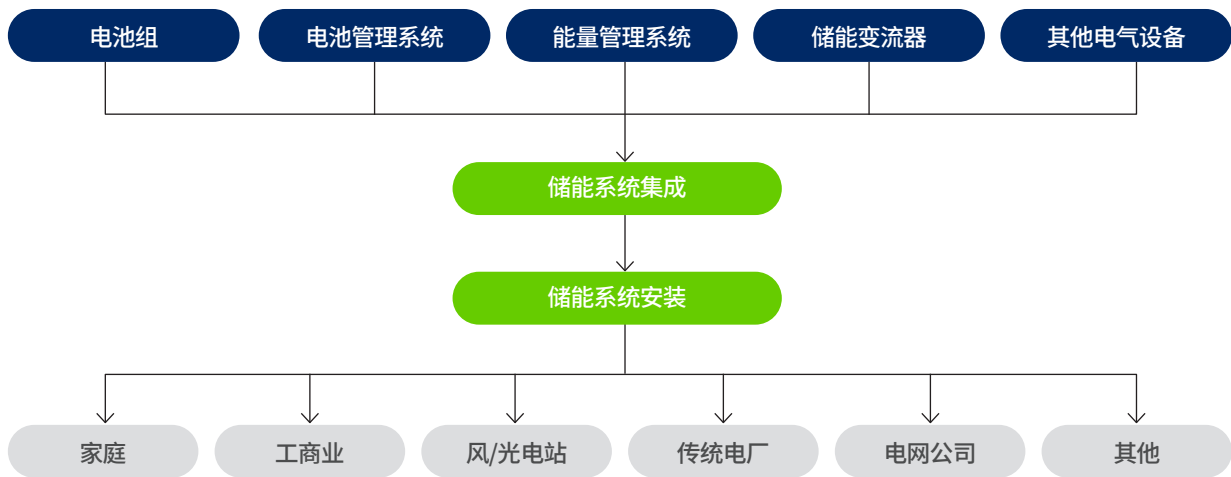 电池组
电池管理系统
能量管理系统
储能变流器
其他电气设备
储能系统集成
储能系统安装
家庭
工商业
风/光电站
传统电厂
电网公司
其他